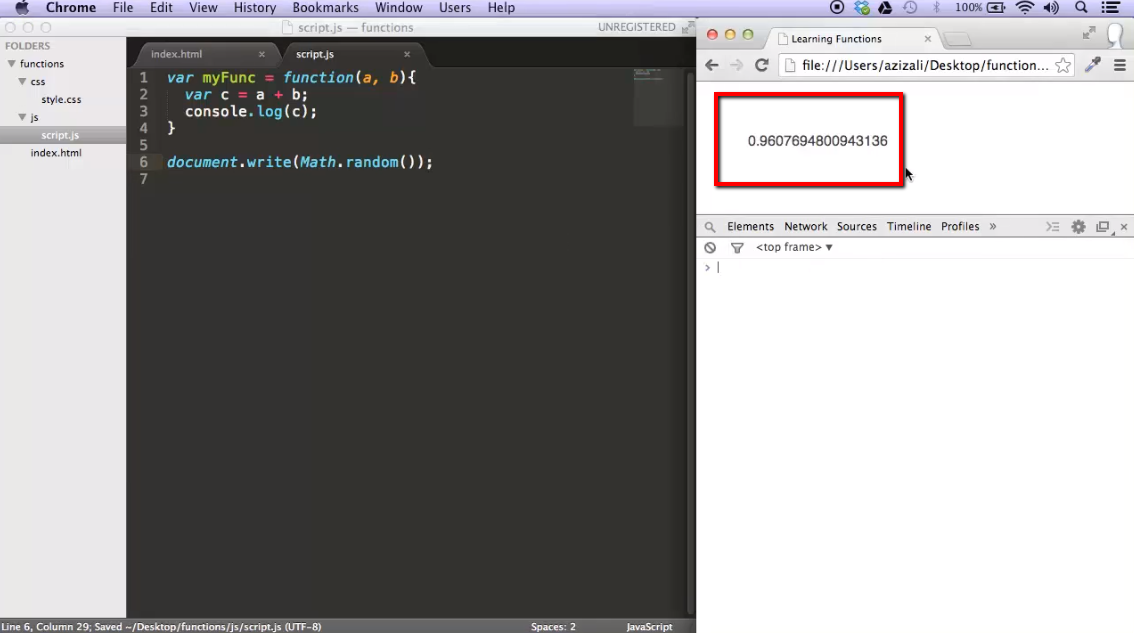 Chrome File Edit View History Bookmarks Window Users Help 100%
script.js — functions UNREGISTERED
FOLDERS
functions
css
style.css
js
script.js
index.html
index.html × script.js ×
1 var myFunc = function(a, b){
2 var c = a + b;
3 console.log(c);
4 }
5
6 document.write(Math.random());
7
Line 6, Column 29; Saved ~/Desktop/functions/js/script.js (UTF-8) Spaces: 2 JavaScript
Learning Functions ×
file:///Users/azizali/Desktop/function...
0.9607694800943136
Elements Network Sources Timeline Profiles »
<top frame> ▼
>